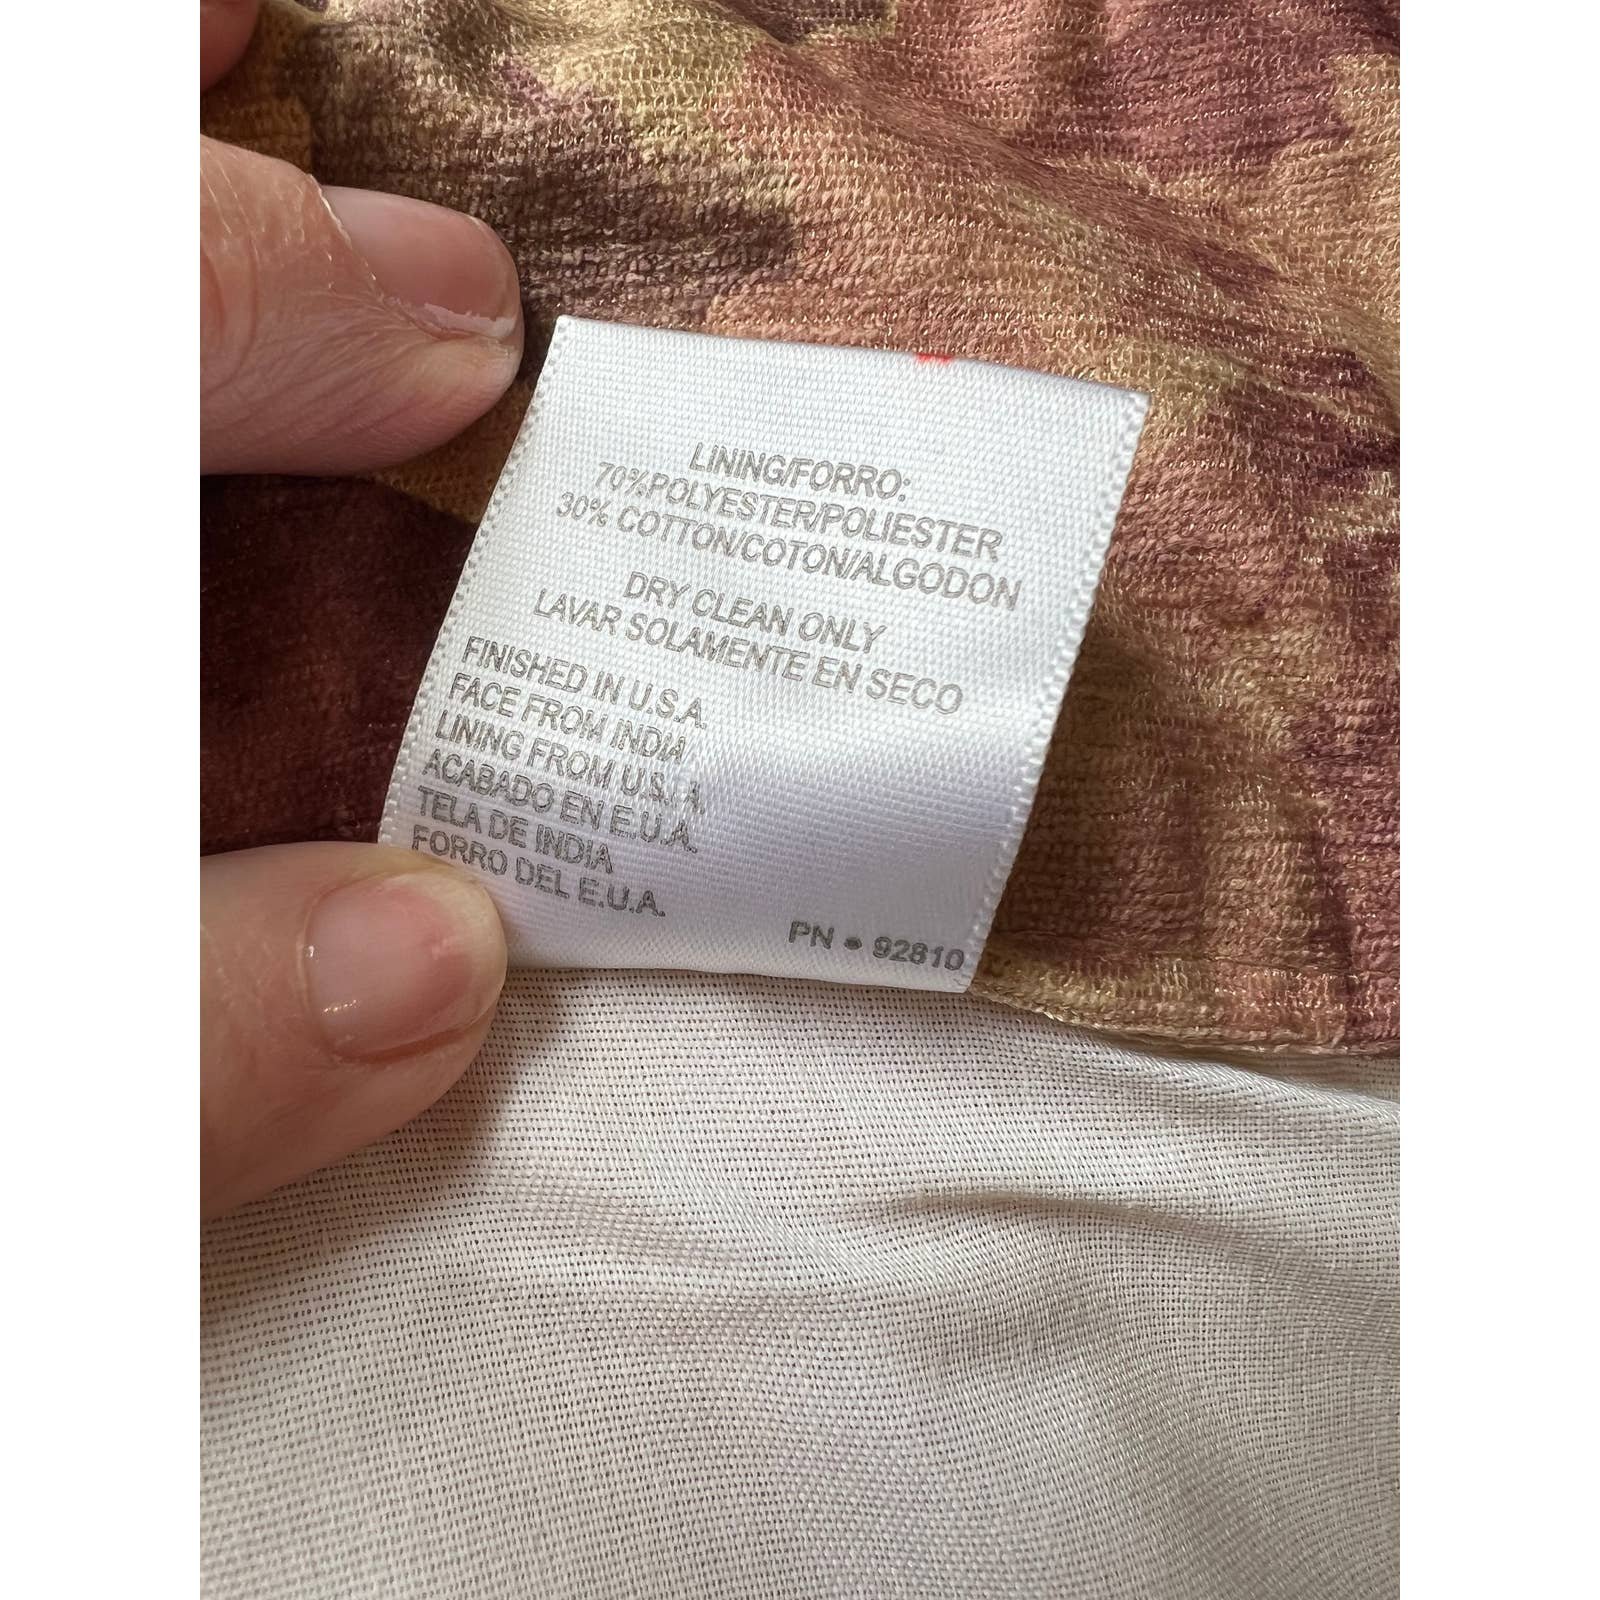 LINING/FORRO:
70%POLYESTER/POLIESTER
30% COTTON/COTON/ALGODON
DRY CLEAN ONLY
LAVAR SOLAMENTE EN SECO
FINISHED IN U.S.A.
FACE FROM INDIA
LINING FROM U.S.A.
ACABADO EN E.U.A.
TELA DE INDIA
FORRO DEL E.U.A.
PN • 92810